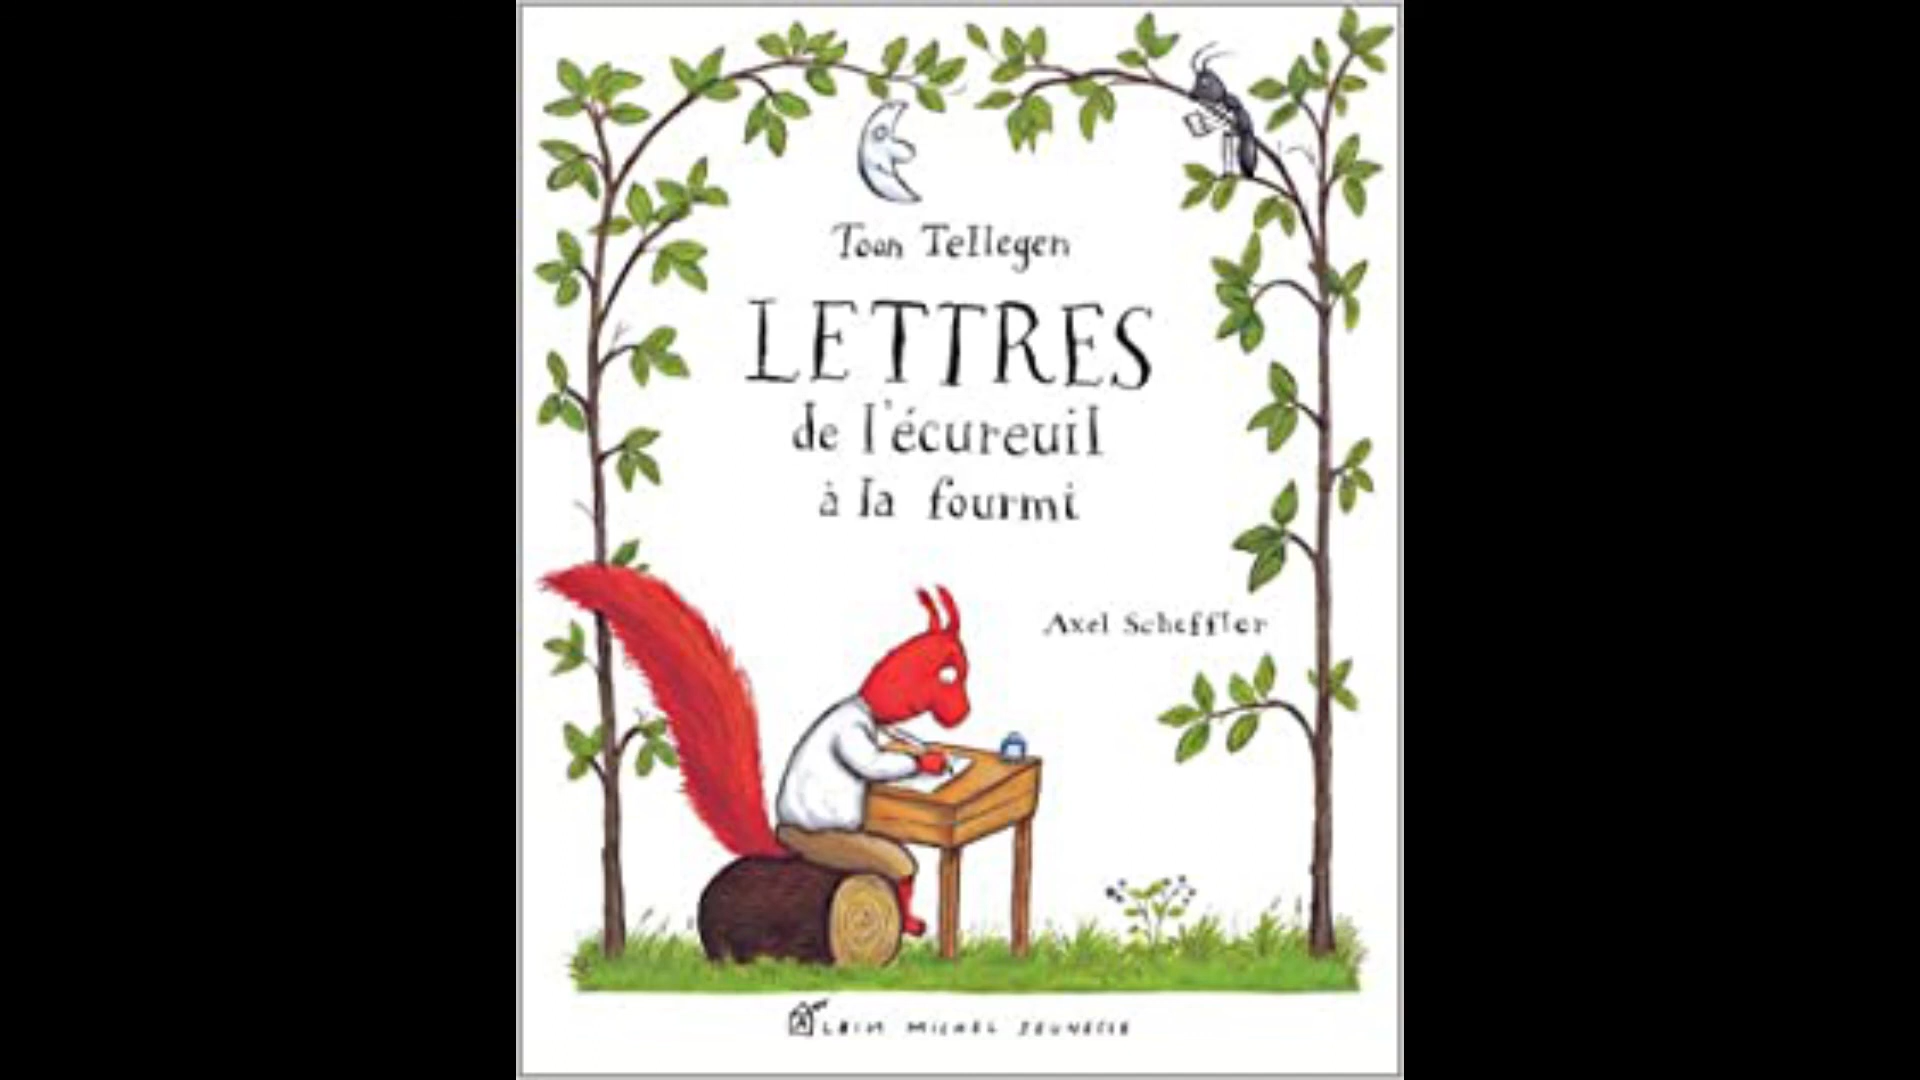 Toon Tellegen
LETTRES
de l'écureuil
à la fourmi
Axel Scheffler
ALBIN MICHEL JEUNESSE